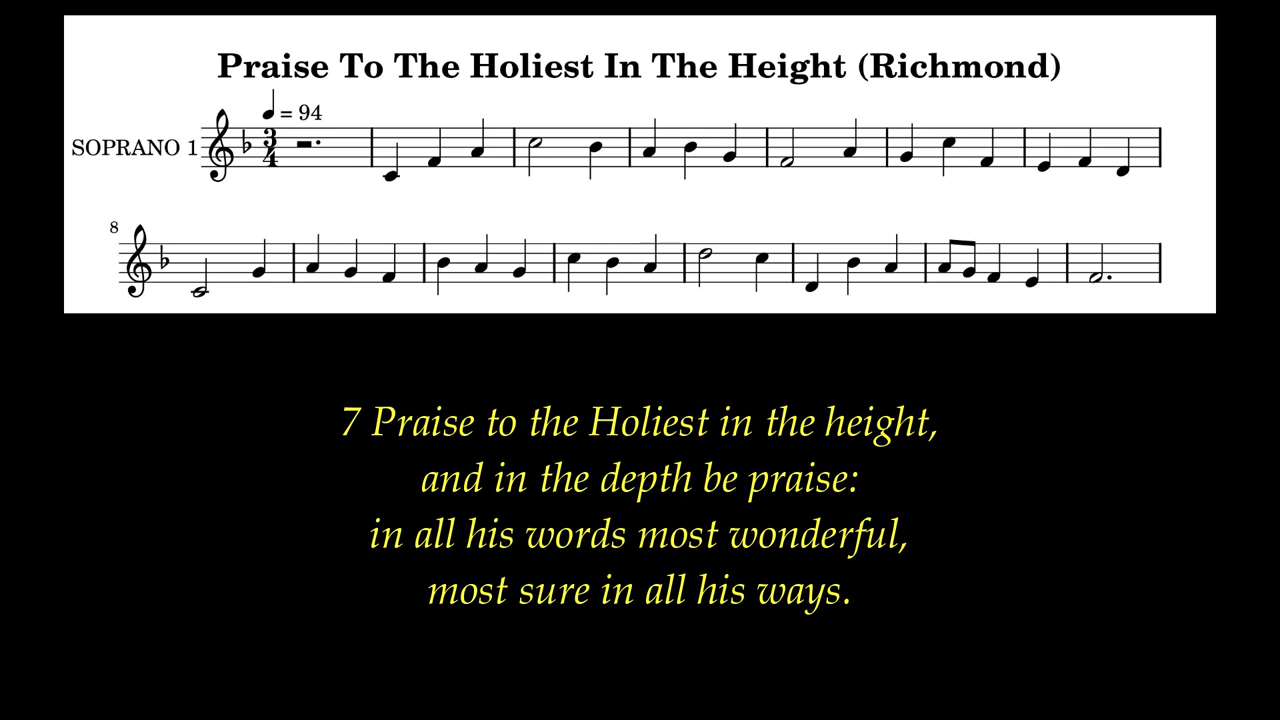 Praise To The Holiest In The Height (Richmond)
= 94
SOPRANO 1
3
4
8
7 Praise to the Holiest in the height,
and in the depth be praise:
in all his words most wonderful,
most sure in all his ways.